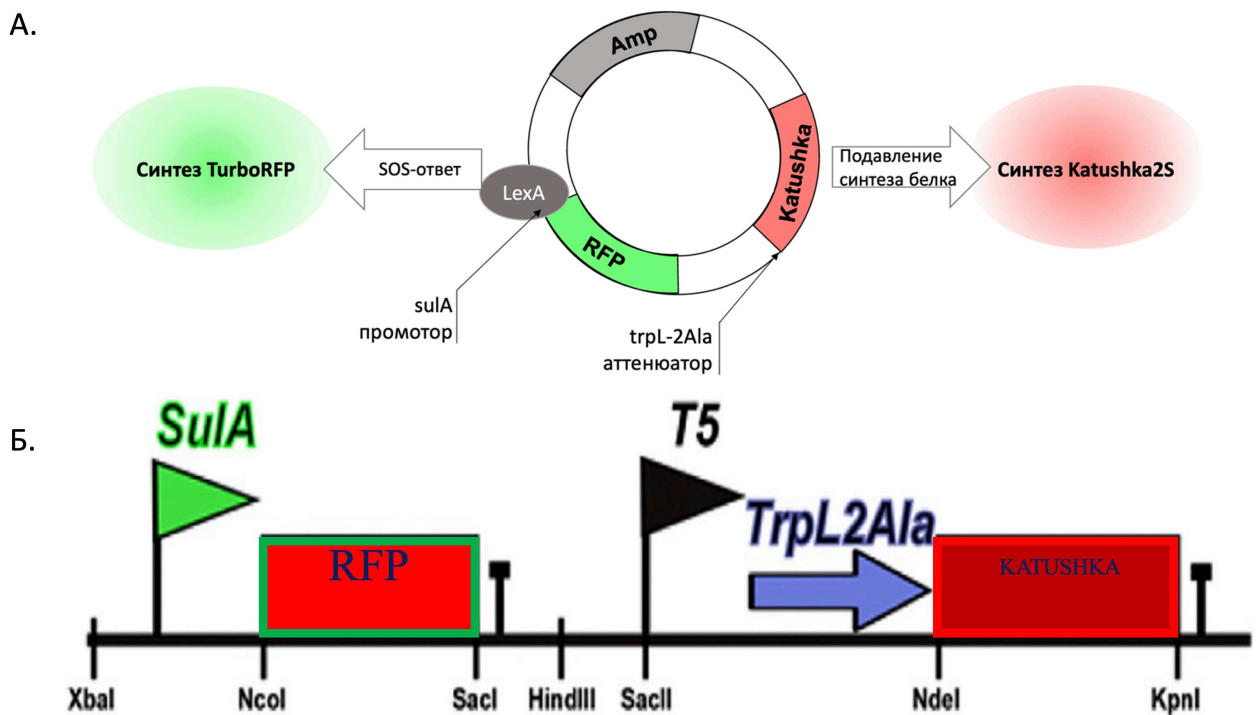 А.
Amp
Katushka
RFP
LexA
SOS-ответ
Синтез TurboRFP
Подавление
синтеза белка
Синтез Katushka2S
sulA
промотор
trpL-2Ala
аттенюатор
Б.
SulA
T5
TrpL2Ala
RFP
KATUSHKA
XbaI
NcoI
SacI
HindIII
SacII
NdeI
KpnI